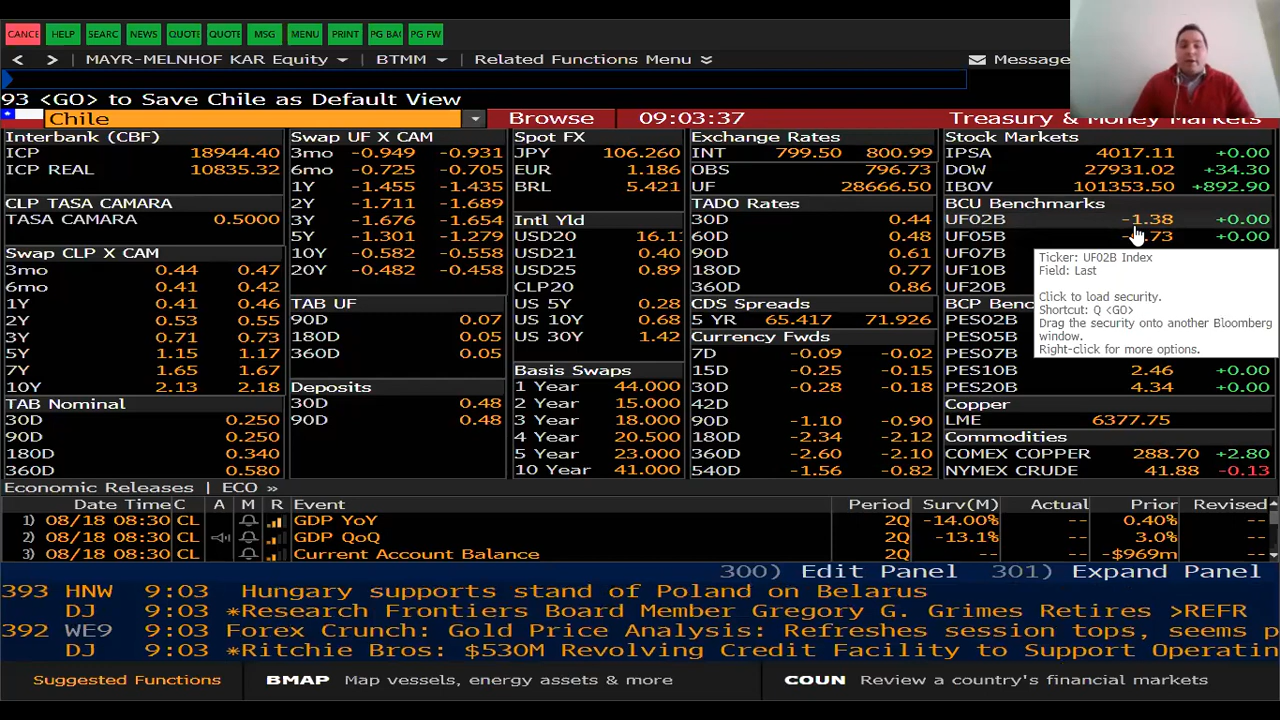 CANCE HELP SEARC NEWS QUOTE QUOTE MSG MENU PRINT PG BAC PG FW
< > MAYR-MELNHOF KAR Equity BTMM Related Functions Menu Message
93 <GO> to Save Chile as Default View
Chile Browse 09:03:37 Treasury & Money Markets
Interbank (CBF)
ICP 18944.40
ICP REAL 10835.32
CLP TASA CAMARA
TASA CAMARA 0.5000
Swap CLP X CAM
3mo 0.44 0.47
6mo 0.41 0.42
1Y 0.41 0.46
2Y 0.53 0.55
3Y 0.71 0.73
5Y 1.15 1.17
7Y 1.65 1.67
10Y 2.13 2.18
TAB Nominal
30D 0.250
90D 0.250
180D 0.340
360D 0.580
Swap UF X CAM
3mo -0.949 -0.931
6mo -0.725 -0.705
1Y -1.455 -1.435
2Y -1.711 -1.689
3Y -1.676 -1.654
5Y -1.301 -1.279
10Y -0.582 -0.558
20Y -0.482 -0.458
TAB UF
90D 0.07
180D 0.05
360D 0.05
Deposits
30D 0.48
90D 0.48
Spot FX
JPY 106.260
EUR 1.186
BRL 5.421
Intl Yld
USD20 16.1
USD21 0.40
USD25 0.89
CLP20
US 5Y 0.28
US 10Y 0.68
US 30Y 1.42
Basis Swaps
1 Year 44.000
2 Year 15.000
3 Year 18.000
4 Year 20.500
5 Year 23.000
10 Year 41.000
Exchange Rates
INT 799.50 800.99
OBS 796.73
UF 28666.50
TADO Rates
30D 0.44
60D 0.48
90D 0.61
180D 0.77
360D 0.86
CDS Spreads
5 YR 65.417 71.926
Currency Fwds
7D -0.09 -0.02
15D -0.25 -0.15
30D -0.28 -0.18
42D
90D -1.10 -0.90
180D -2.34 -2.12
360D -2.60 -2.10
540D -1.56 -0.82
Stock Markets
IPSA 4017.11 +0.00
DOW 27931.02 +34.30
IBOV 101353.50 +892.90
BCU Benchmarks
UF02B -1.38 +0.00
UF05B .73 +0.00
UF07B
UF10B
UF20B
Ticker: UF02B Index
Field: Last
Click to load security.
Shortcut: Q <GO>
Drag the security onto another Bloomberg
window.
Right-click for more options.
BCP Benc
PES02B
PES05B
PES07B
PES10B 2.46 +0.00
PES20B 4.34 +0.00
Copper
LME 6377.75
Commodities
COMEX COPPER 288.70 +2.80
NYMEX CRUDE 41.88 -0.13
Economic Releases | ECO »
Date Time C A M R Event Period Surv(M) Actual Prior Revised
1) 08/18 08:30 CL GDP YoY 2Q -14.00% -- 0.40% --
2) 08/18 08:30 CL GDP QoQ 2Q -13.1% -- 3.0% --
3) 08/18 08:30 CL Current Account Balance 2Q -- -- -$969m --
300) Edit Panel 301) Expand Panel
393 HNW 9:03 Hungary supports stand of Poland on Belarus
DJ 9:03 *Research Frontiers Board Member Gregory G. Grimes Retires >REFR
392 WE9 9:03 Forex Crunch: Gold Price Analysis: Refreshes session tops, seems p
DJ 9:03 *Ritchie Bros: $530M Revolving Credit Facility to Support Operatin
Suggested Functions BMAP Map vessels, energy assets & more COUN Review a country's financial markets